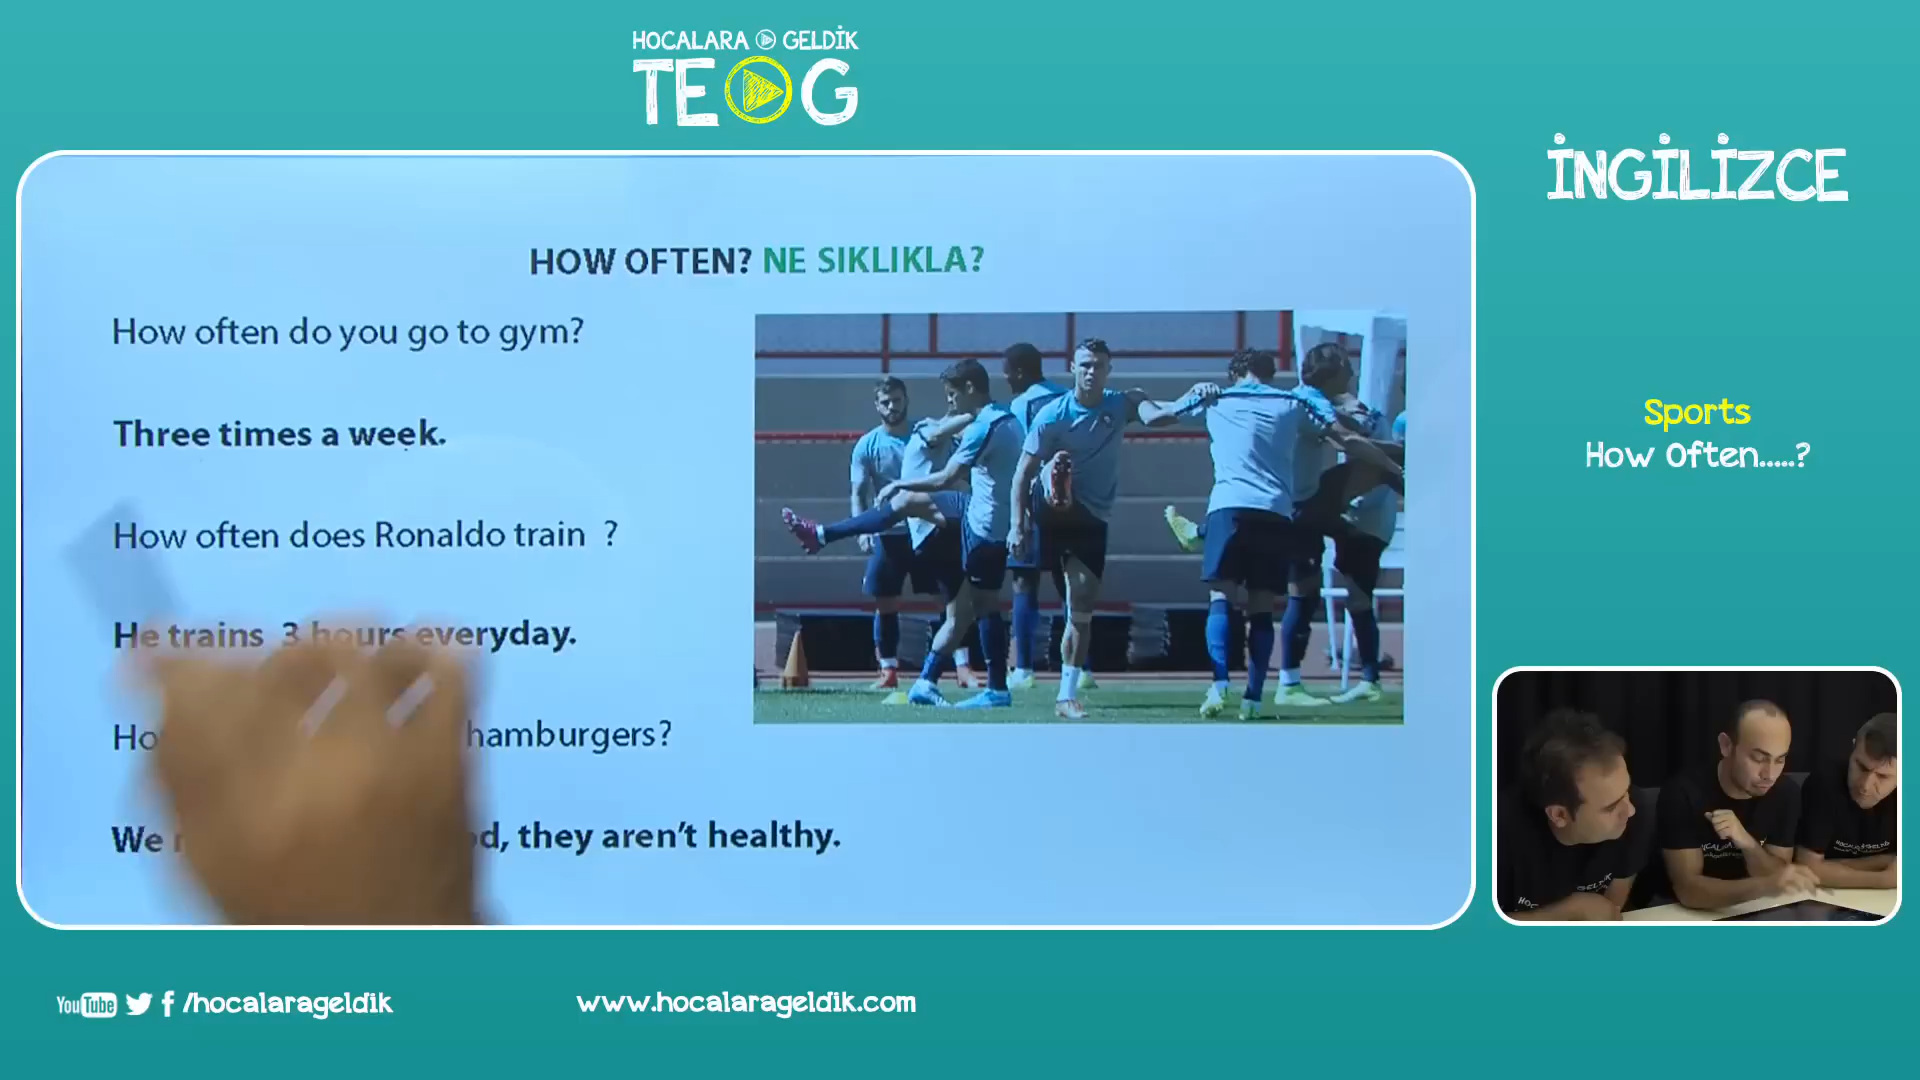 HOCALARA GELDİK
TEOG
İNGİLİZCE
HOW OFTEN? NE SIKLIKLA?
How often do you go to gym?
Three times a week.
How often does Ronaldo train ?
He trains 3 hours everyday.
hamburgers?
We they aren't healthy.
Sports
How Often.....?
YouTube /hocalarageldik
www.hocalarageldik.com